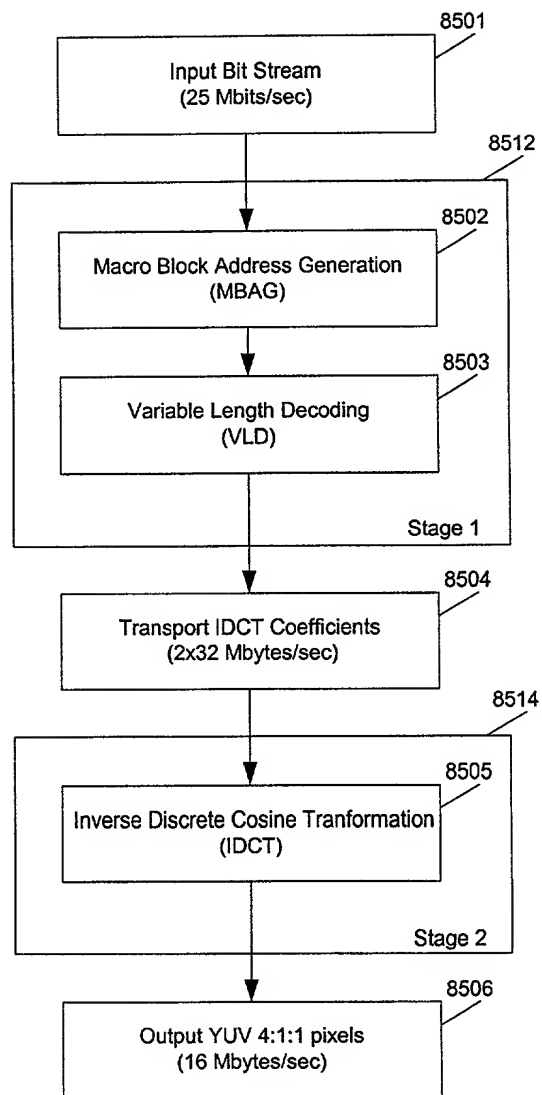 8501
Input Bit Stream
(25 Mbits/sec)
8512
8502
Macro Block Address Generation
(MBAG)
8503
Variable Length Decoding
(VLD)
Stage 1
8504
Transport IDCT Coefficients
(2x32 Mbytes/sec)
8514
8505
Inverse Discrete Cosine Tranformation
(IDCT)
Stage 2
8506
Output YUV 4:1:1 pixels
(16 Mbytes/sec)